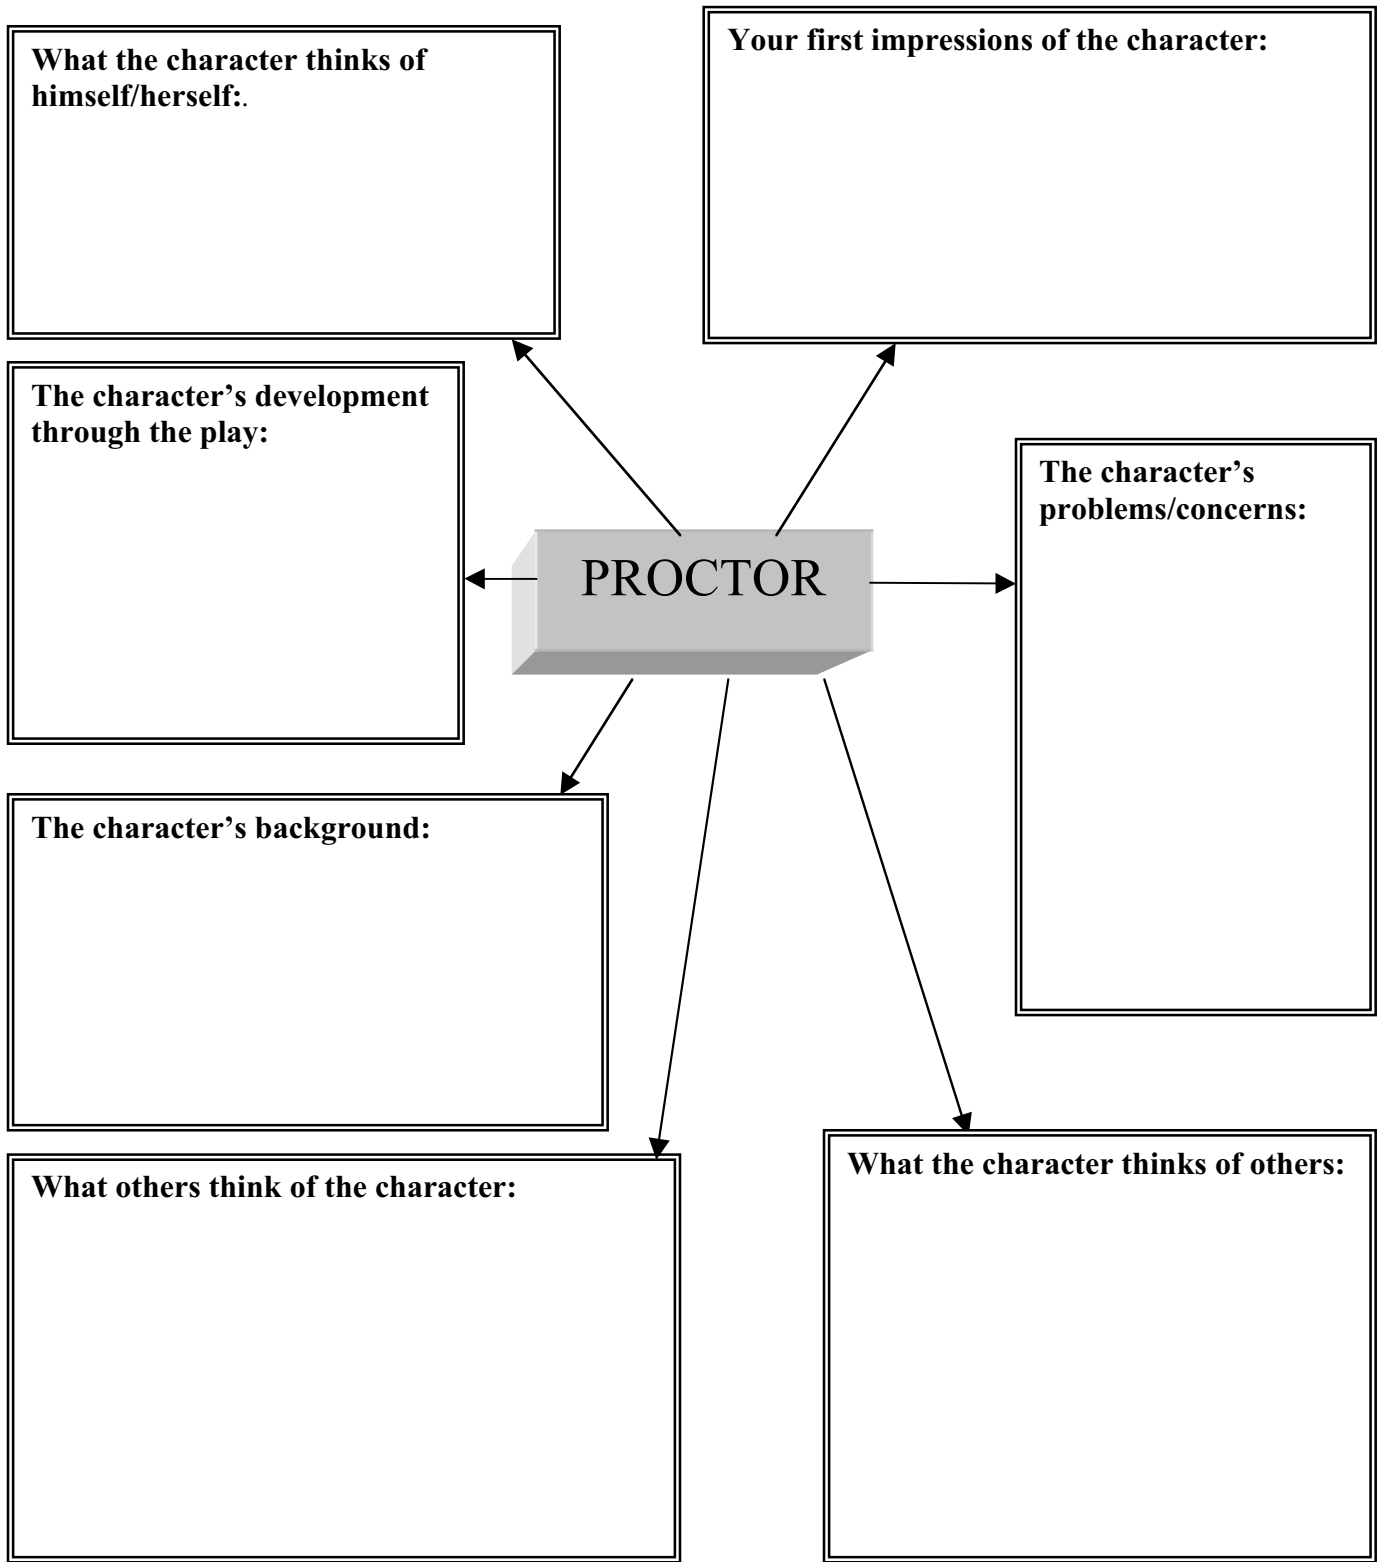 What the character thinks of
himself/herself:.
Your first impressions of the character:
The character’s development
through the play:
The character’s
problems/concerns:
PROCTOR
The character’s background:
What others think of the character:
What the character thinks of others: